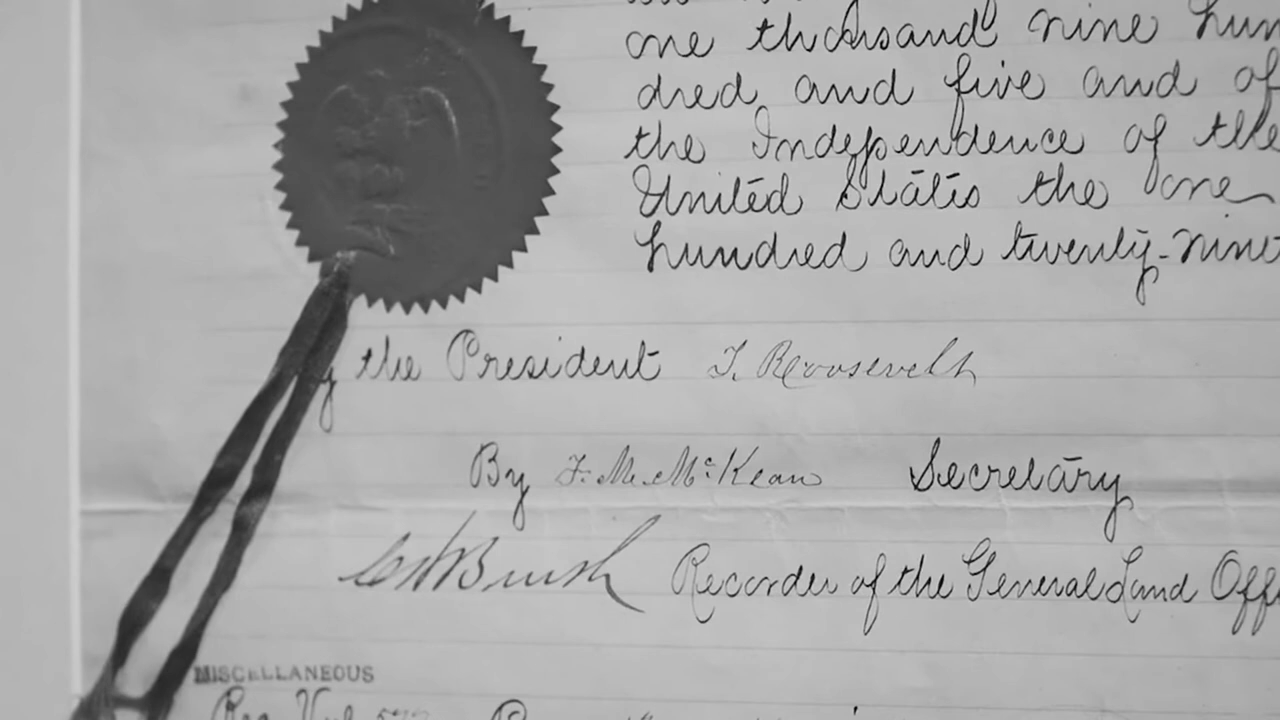 one thousand nine hun
dred and five and of
the Independence of the
United States the one
hundred and twenty-nine
the President T. Roosevelt
By F. M. McKean Secretary
Recorder of the General Land Offi
MISCELLANEOUS